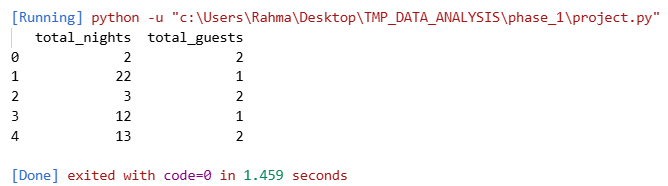 [Running] python -u "c:\Users\Rahma\Desktop\TMP_DATA_ANALYSIS\phase_1\project.py"
   total_nights  total_guests
0             2             2
1            22             1
2             3             2
3            12             1
4            13             2
[Done] exited with code=0 in 1.459 seconds